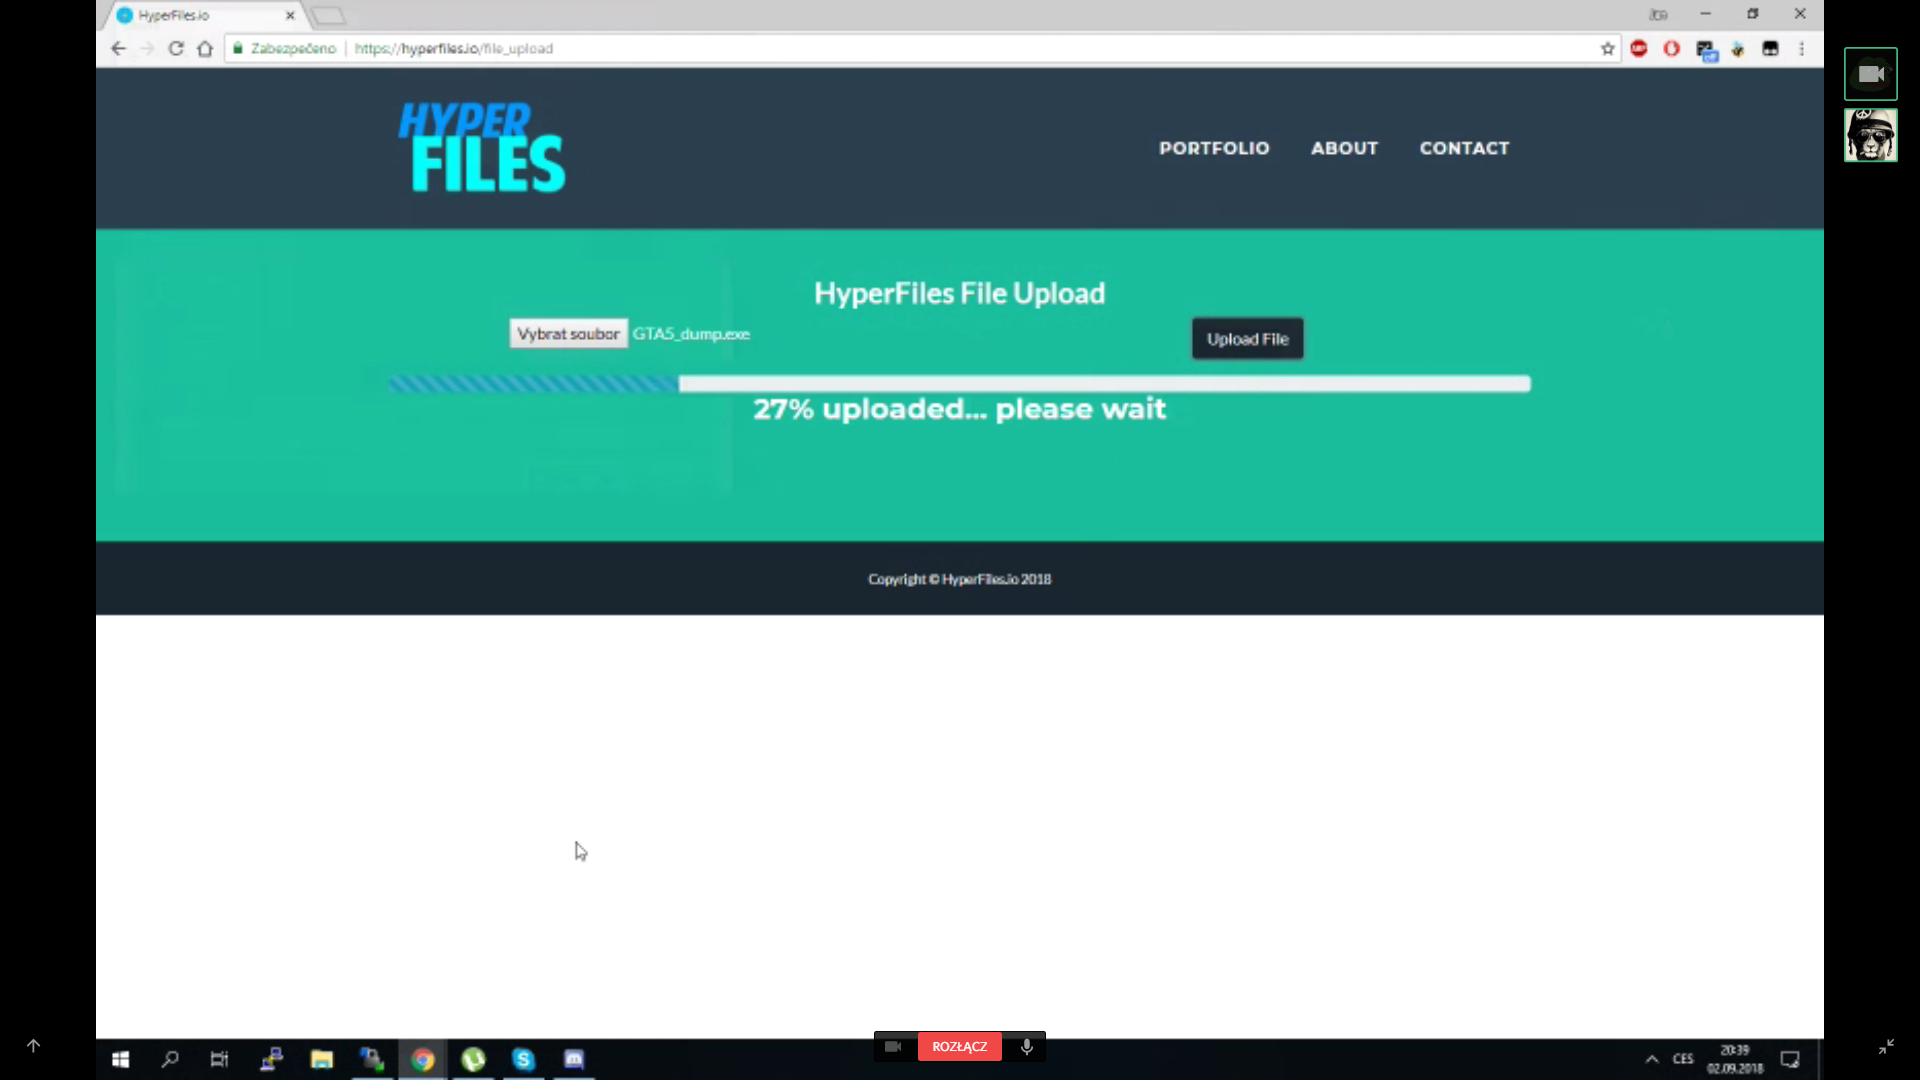 HyperFiles.io
Zabezpečeno | https://hyperfiles.io/file_upload
HYPER
FILES
PORTFOLIO ABOUT CONTACT
HyperFiles File Upload
Vybrat soubor GTA5_dump.exe
Upload File
27% uploaded... please wait
Copyright © HyperFiles.io 2018
ROZŁĄCZ
CES
20:39
02.09.2018